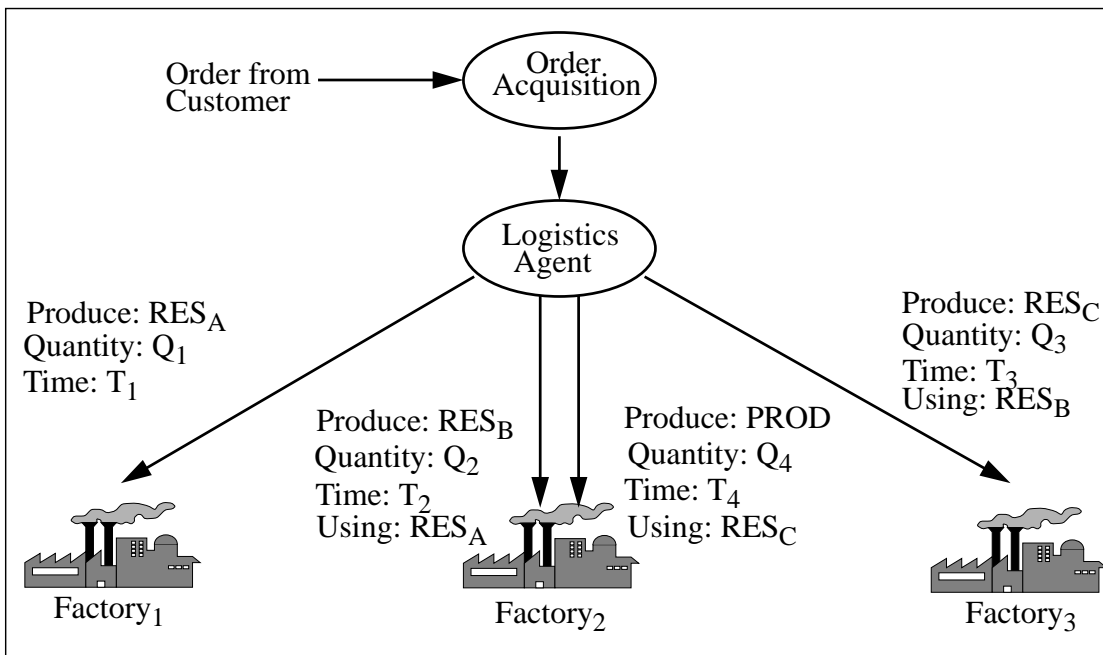 Order from
Customer
Order
Acquisition
Logistics
Agent
Produce: RES_A
Quantity: Q_1
Time: T_1
Produce: RES_B
Quantity: Q_2
Time: T_2
Using: RES_A
Produce: PROD
Quantity: Q_4
Time: T_4
Using: RES_C
Produce: RES_C
Quantity: Q_3
Time: T_3
Using: RES_B
Factory_1
Factory_2
Factory_3